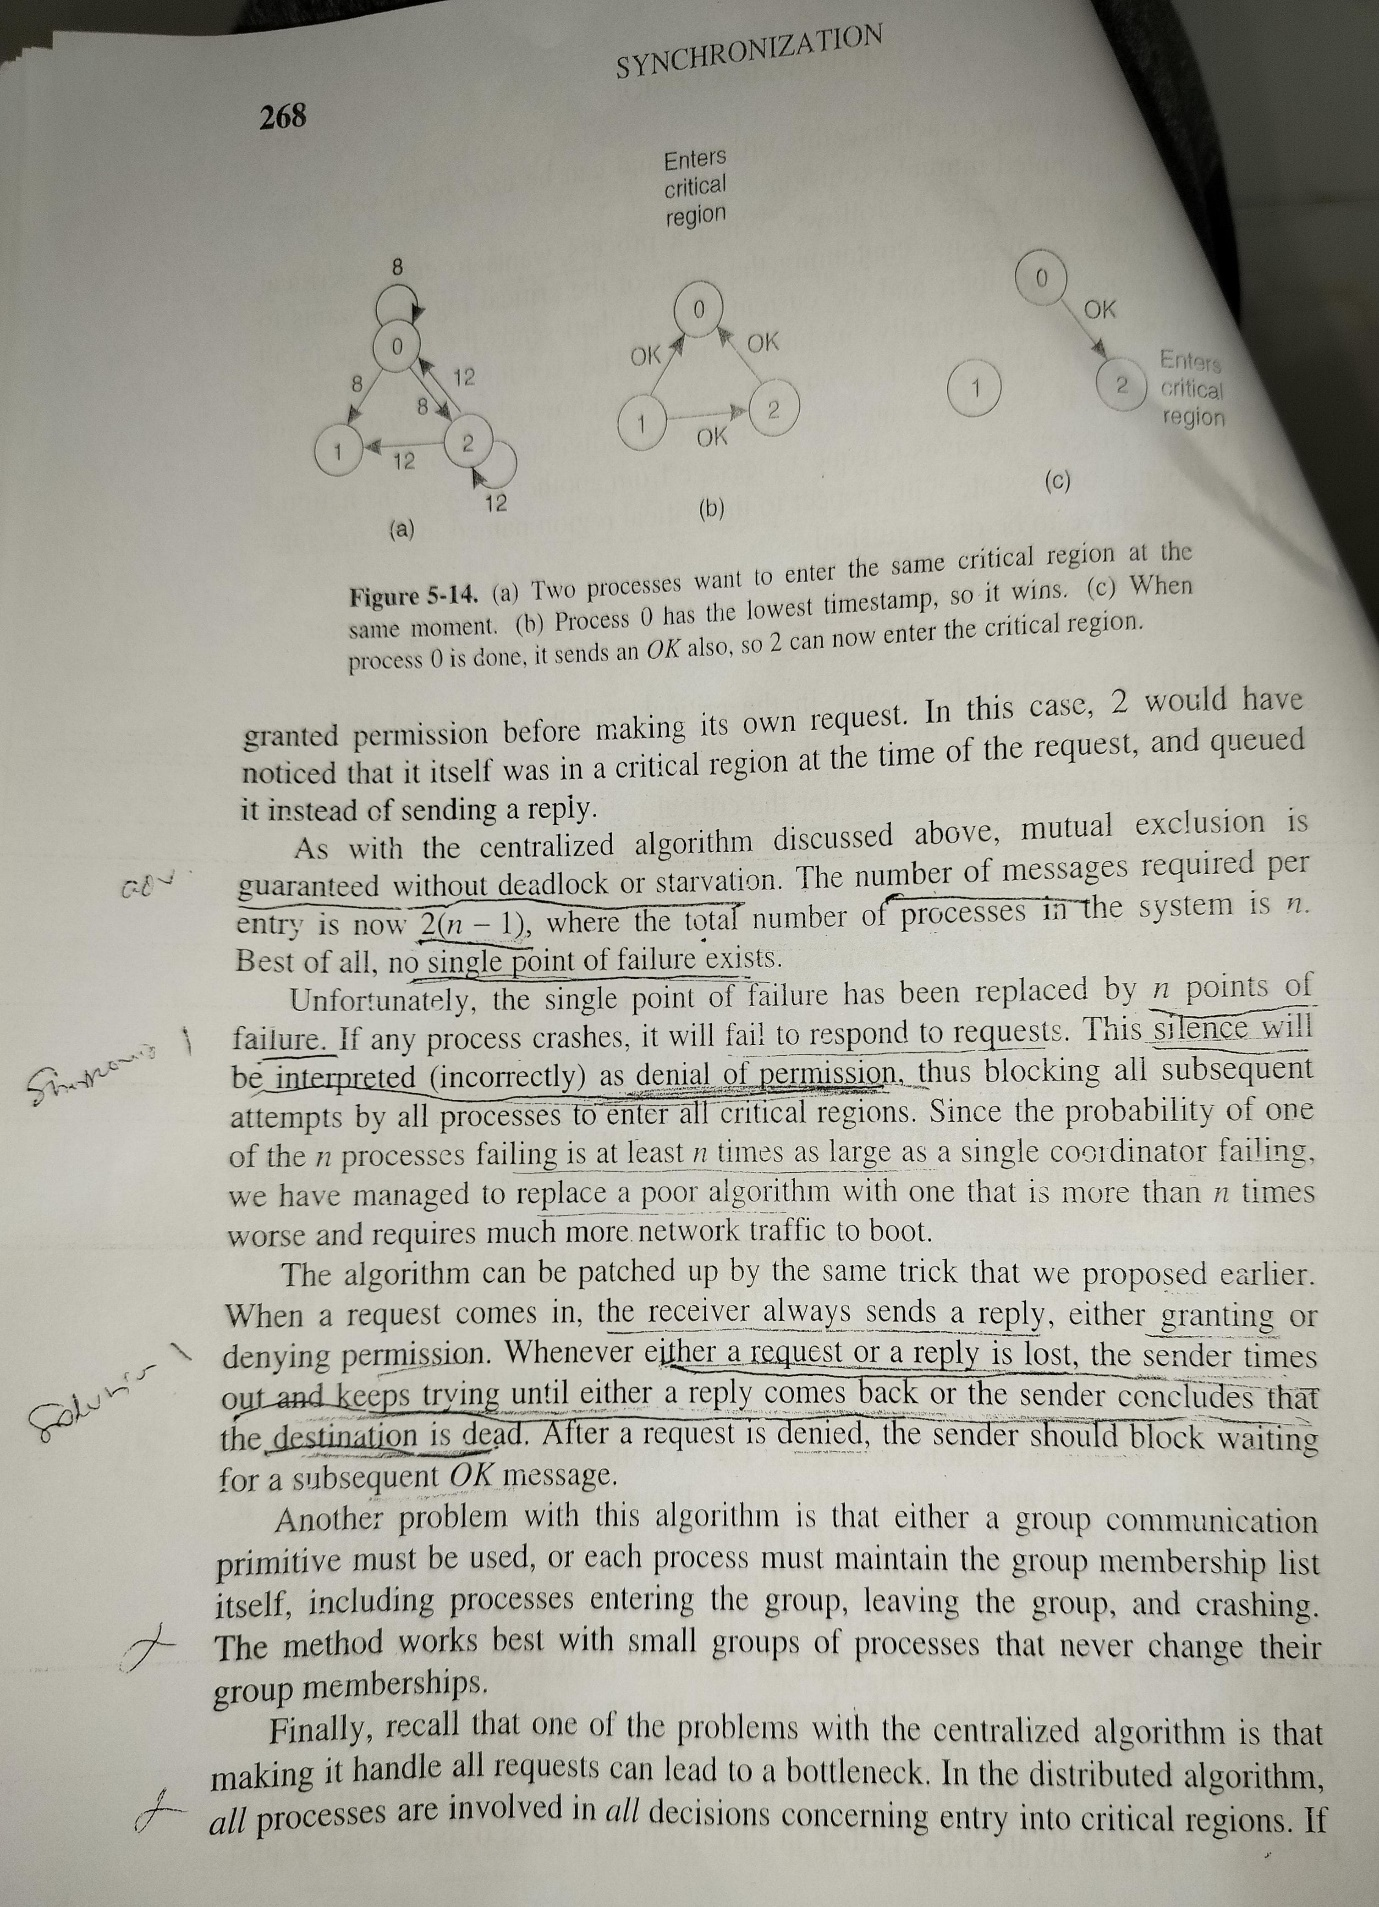 SYNCHRONIZATION
268
Enters
critical
region
8
0
8
12
8
1
2
12
12
(a)
0
OK
OK
1
2
OK
(b)
0
OK
1
2
Enters
critical
region
(c)
Figure 5-14. (a) Two processes want to enter the same critical region at the
same moment. (b) Process 0 has the lowest timestamp, so it wins. (c) When
process 0 is done, it sends an OK also, so 2 can now enter the critical region.
granted permission before making its own request. In this case, 2 would have
noticed that it itself was in a critical region at the time of the request, and queued
it instead of sending a reply.
As with the centralized algorithm discussed above, mutual exclusion is
guaranteed without deadlock or starvation. The number of messages required per
entry is now 2(n – 1), where the total number of processes in the system is n.
Best of all, no single point of failure exists.
Unfortunately, the single point of failure has been replaced by n points of
failure. If any process crashes, it will fail to respond to requests. This silence will
be interpreted (incorrectly) as denial of permission, thus blocking all subsequent
attempts by all processes to enter all critical regions. Since the probability of one
of the n processes failing is at least n times as large as a single coordinator failing,
we have managed to replace a poor algorithm with one that is more than n times
worse and requires much more network traffic to boot.
The algorithm can be patched up by the same trick that we proposed earlier.
When a request comes in, the receiver always sends a reply, either granting or
denying permission. Whenever either a request or a reply is lost, the sender times
out and keeps trying until either a reply comes back or the sender concludes that
the destination is dead. After a request is denied, the sender should block waiting
for a subsequent OK message.
Solution
Another problem with this algorithm is that either a group communication
primitive must be used, or each process must maintain the group membership list
itself, including processes entering the group, leaving the group, and crashing.
The method works best with small groups of processes that never change their
group memberships.
Finally, recall that one of the problems with the centralized algorithm is that
making it handle all requests can lead to a bottleneck. In the distributed algorithm,
all processes are involved in all decisions concerning entry into critical regions. If